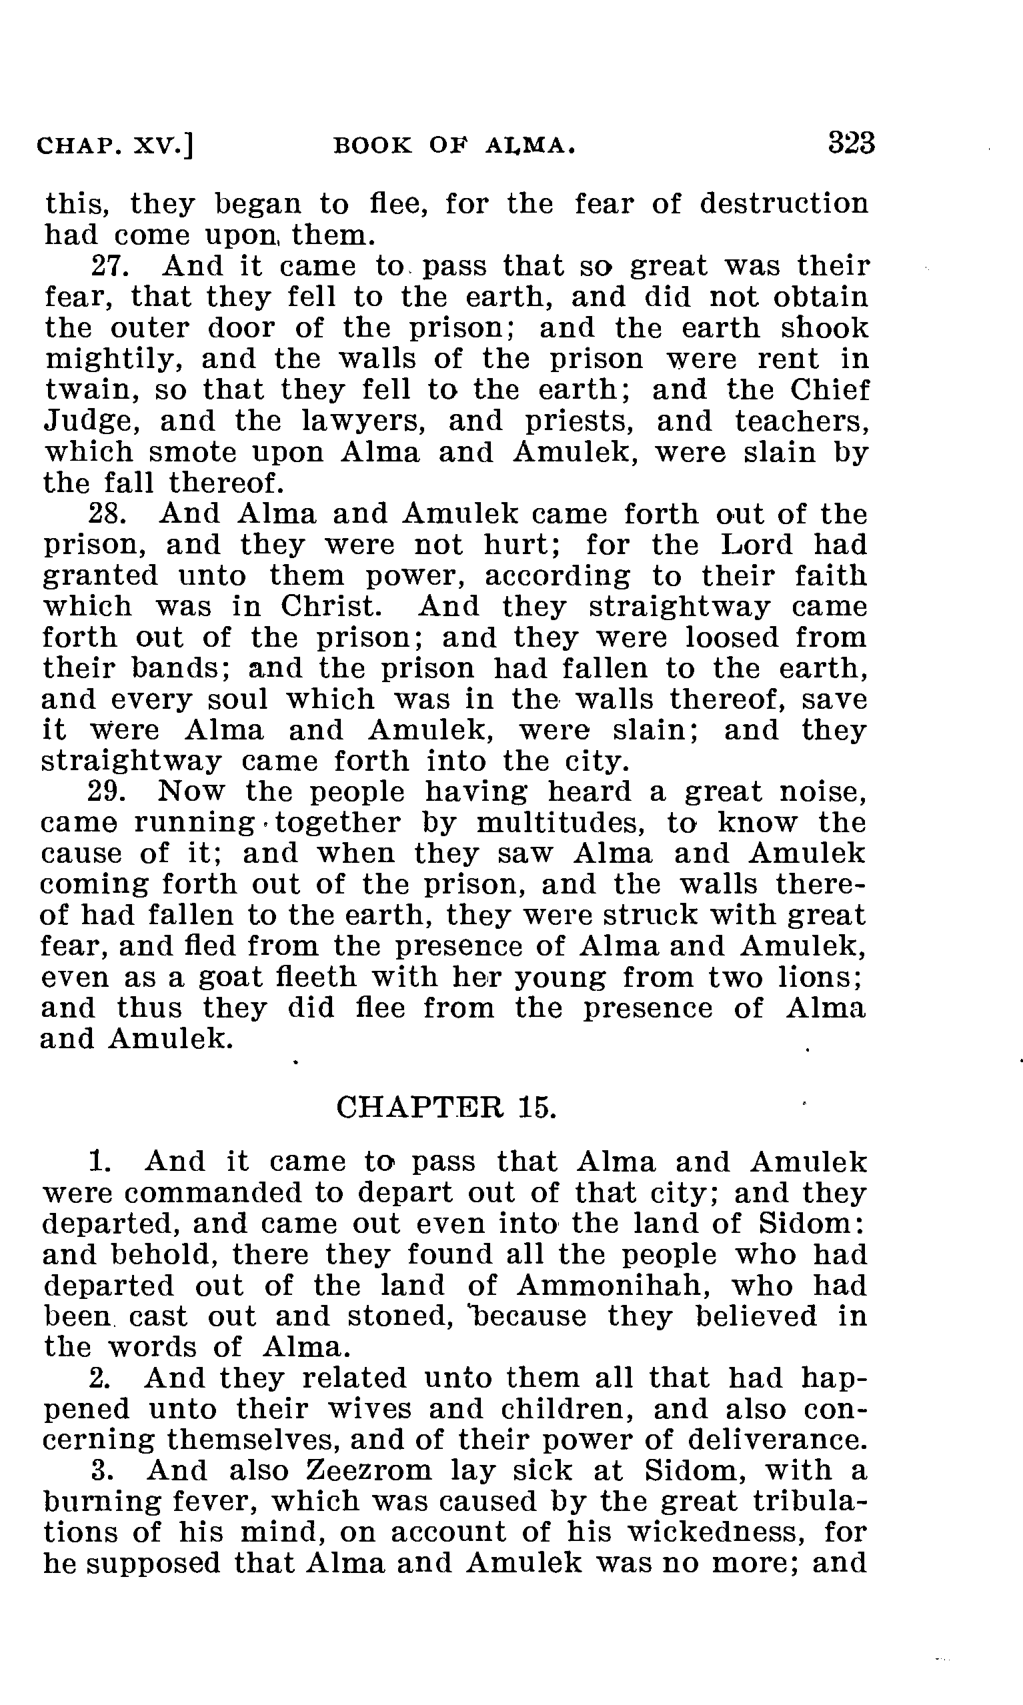 CHAP. XV.] BOOK OF ALMA. 323
this, they began to flee, for the fear of destruction
had come upon them.
27. And it came to pass that so great was their
fear, that they fell to the earth, and did not obtain
the outer door of the prison; and the earth shook
mightily, and the walls of the prison were rent in
twain, so that they fell to the earth; and the Chief
Judge, and the lawyers, and priests, and teachers,
which smote upon Alma and Amulek, were slain by
the fall thereof.
28. And Alma and Amulek came forth out of the
prison, and they were not hurt; for the Lord had
granted unto them power, according to their faith
which was in Christ. And they straightway came
forth out of the prison; and they were loosed from
their bands; and the prison had fallen to the earth,
and every soul which was in the walls thereof, save
it were Alma and Amulek, were slain; and they
straightway came forth into the city.
29. Now the people having heard a great noise,
came running together by multitudes, to know the
cause of it; and when they saw Alma and Amulek
coming forth out of the prison, and the walls there-
of had fallen to the earth, they were struck with great
fear, and fled from the presence of Alma and Amulek,
even as a goat fleeth with her young from two lions;
and thus they did flee from the presence of Alma
and Amulek.
CHAPTER 15.
1. And it came to pass that Alma and Amulek
were commanded to depart out of that city; and they
departed, and came out even into the land of Sidom:
and behold, there they found all the people who had
departed out of the land of Ammonihah, who had
been cast out and stoned, because they believed in
the words of Alma.
2. And they related unto them all that had hap-
pened unto their wives and children, and also con-
cerning themselves, and of their power of deliverance.
3. And also Zeezrom lay sick at Sidom, with a
burning fever, which was caused by the great tribula-
tions of his mind, on account of his wickedness, for
he supposed that Alma and Amulek was no more; and